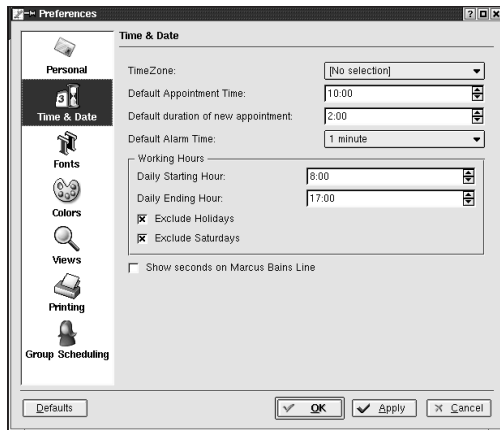 Preferences
Personal
Time & Date
Fonts
Colors
Views
Printing
Group Scheduling
Time & Date
TimeZone: [No selection]
Default Appointment Time: 10:00
Default duration of new appointment: 2:00
Default Alarm Time: 1 minute
Working Hours
Daily Starting Hour: 8:00
Daily Ending Hour: 17:00
Exclude Holidays
Exclude Saturdays
Show seconds on Marcus Bains Line
Defaults OK Apply Cancel